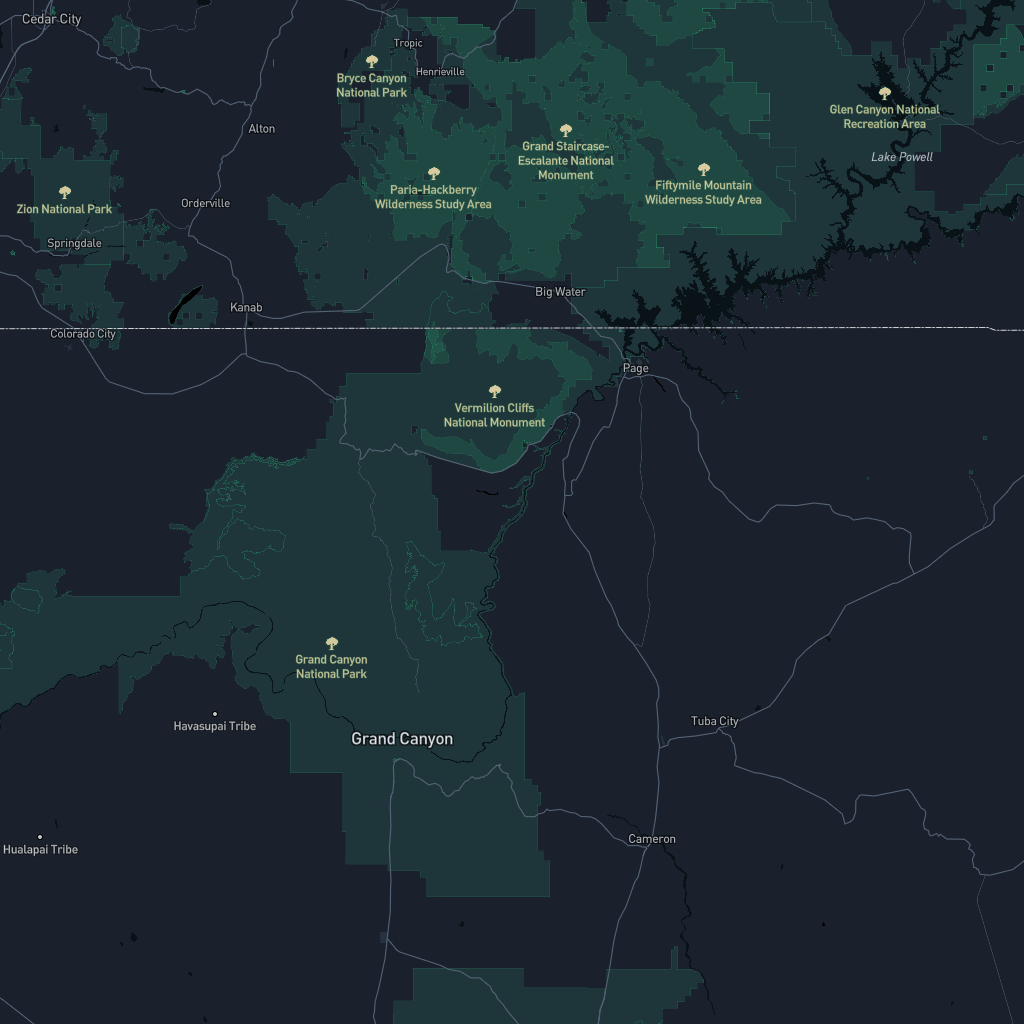 Cedar City
Tropic
Bryce Canyon
National Park
Henrieville
Glen Canyon National
Recreation Area
Alton
Grand Staircase-
Escalante National
Monument
Lake Powell
Paria-Hackberry
Wilderness Study Area
Fiftymile Mountain
Wilderness Study Area
Zion National Park
Orderville
Springdale
Big Water
Kanab
Colorado City
Page
Vermilion Cliffs
National Monument
Grand Canyon
National Park
Havasupai Tribe
Tuba City
Grand Canyon
Cameron
Hualapai Tribe